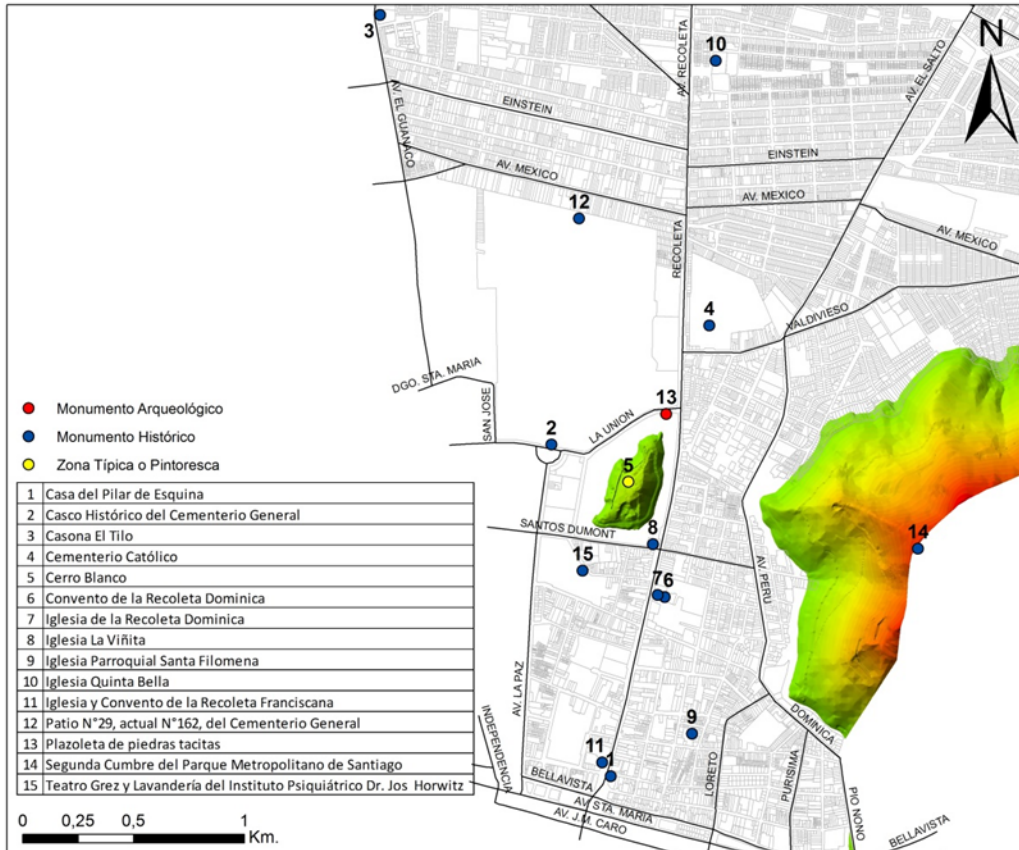 3
10
N
AV. RECOLETA
AV. EL SALTO
AV. EL GUANACO
EINSTEIN
EINSTEIN
AV. MEXICO
AV. MEXICO
12
AV. MEXICO
RECOLETA
4
VALDIVIESO
DGO. STA. MARIA
SAN JOSE
13
LA UNION
2
5
SANTOS DUMONT
8
14
15
AV. PERU
76
AV. LA PAZ
INDEPENDENCIA
9
DOMINICA
LORETO
PURISIMA
11
1
BELLAVISTA
AV. STA. MARIA
AV. J.M. CARO
PIO NONO
BELLAVISTA
Monumento Arqueológico
Monumento Histórico
Zona Típica o Pintoresca
1 Casa del Pilar de Esquina
2 Casco Histórico del Cementerio General
3 Casona El Tilo
4 Cementerio Católico
5 Cerro Blanco
6 Convento de la Recoleta Dominica
7 Iglesia de la Recoleta Dominica
8 Iglesia La Viñita
9 Iglesia Parroquial Santa Filomena
10 Iglesia Quinta Bella
11 Iglesia y Convento de la Recoleta Franciscana
12 Patio N°29, actual N°162, del Cementerio General
13 Plazoleta de piedras tacitas
14 Segunda Cumbre del Parque Metropolitano de Santiago
15 Teatro Grez y Lavandería del Instituto Psiquiátrico Dr. Jos Horwitz
0 0,25 0,5 1
Km.